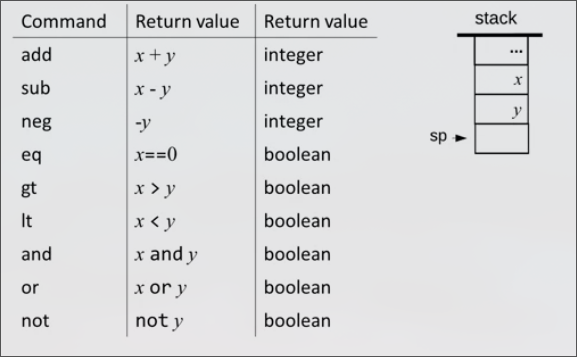 Command Return value Return value
add x + y integer
sub x - y integer
neg -y integer
eq x==0 boolean
gt x > y boolean
lt x < y boolean
and x and y boolean
or x or y boolean
not not y boolean
stack
...
x
y
sp